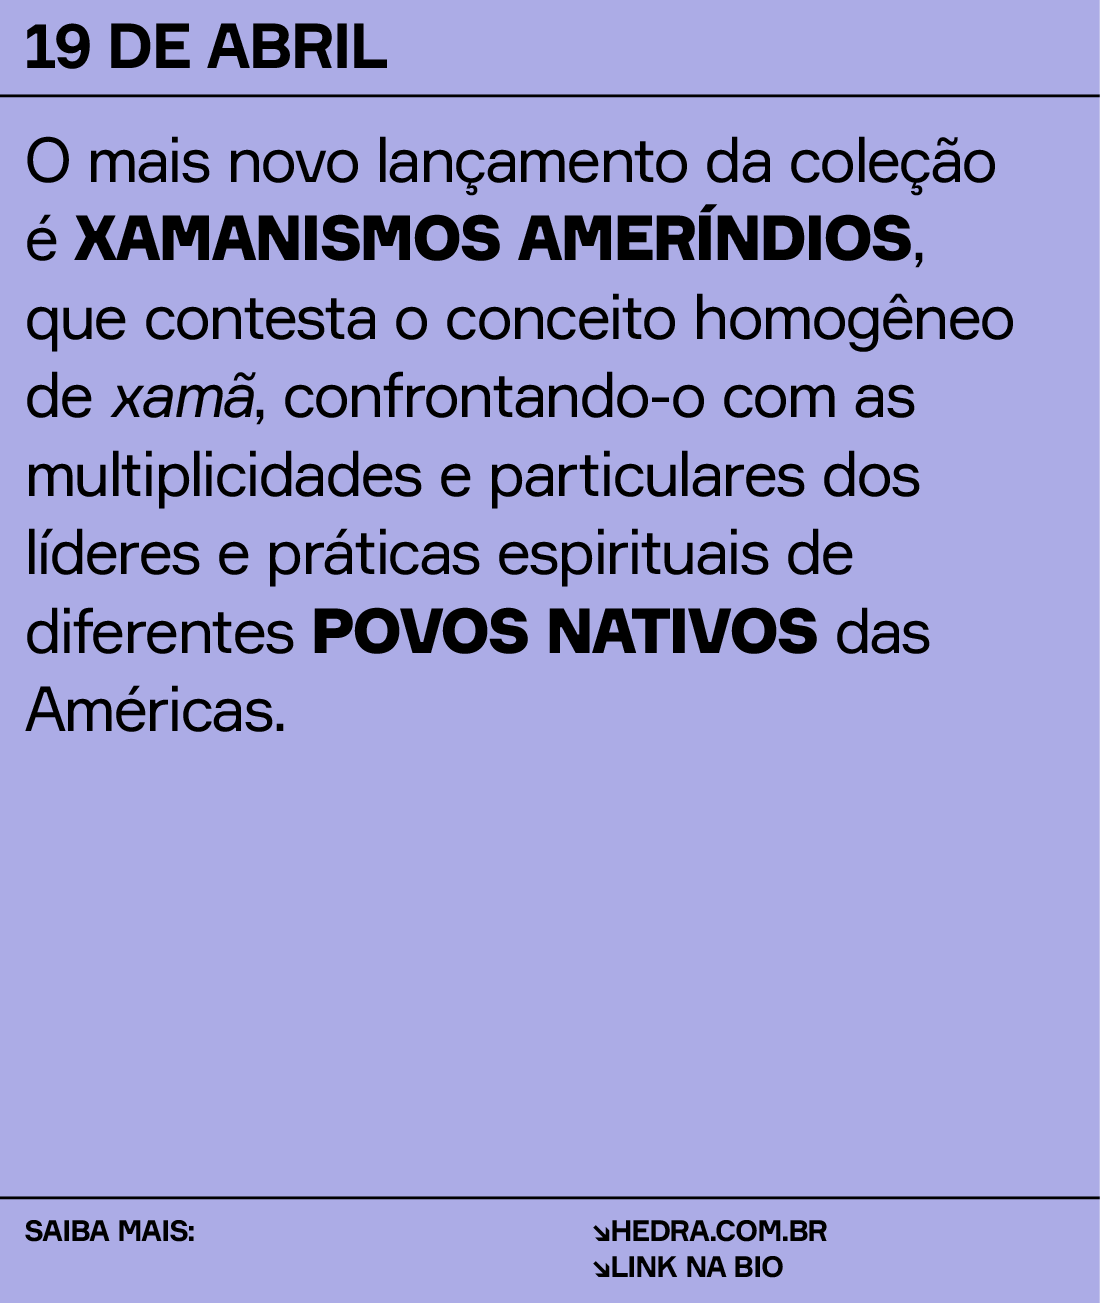 19 DE ABRIL
O mais novo lançamento da coleção
é XAMANISMOS AMERÍNDIOS,
que contesta o conceito homogêneo
de xamã, confrontando-o com as
multiplicidades e particulares dos
líderes e práticas espirituais de
diferentes POVOS NATIVOS das
Américas.
SAIBA MAIS:
↘HEDRA.COM.BR
↘LINK NA BIO